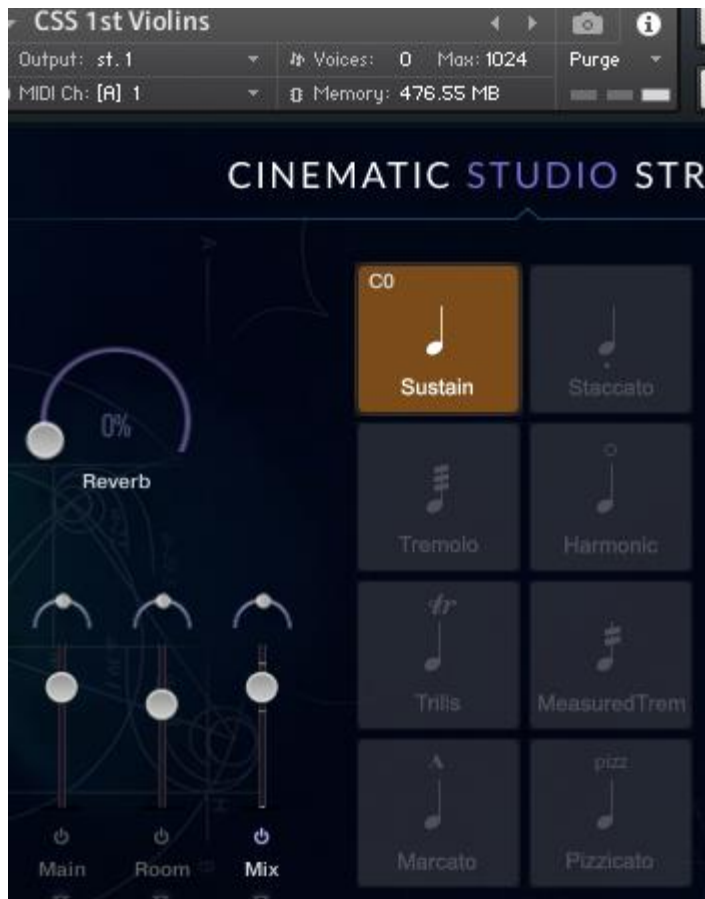 CSS 1st Violins
Output: st. 1
Voices: 0 Max: 1024
Purge
MIDI Ch: [A] 1
Memory: 476.55 MB
CINEMATIC STUDIO STR
C0
Sustain
Staccato
0%
Reverb
Tremolo
Harmonic
tr
Trills
MeasuredTrem
pizz
Marcato
Pizzicato
Main
Room
Mix